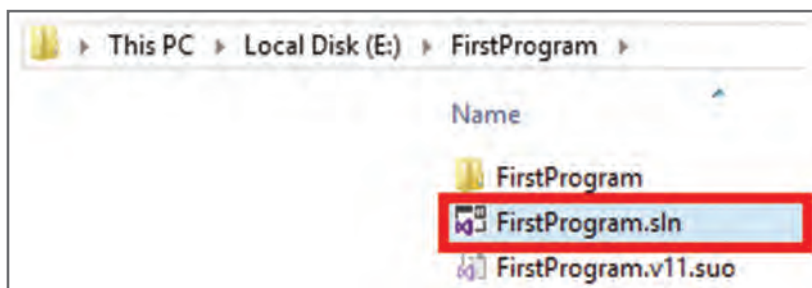 This PC Local Disk (E:) FirstProgram
Name
FirstProgram
FirstProgram.sln
FirstProgram.v11.suo